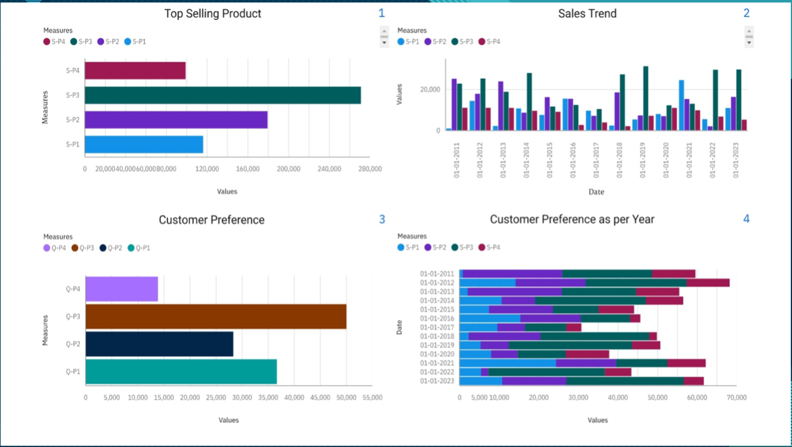 Top Selling Product 1
Measures
S-P4 S-P3 S-P2 S-P1
Measures
S-P4
S-P3
S-P2
S-P1
0 20,000 40,000 60,000 80,000 120,000 160,000 200,000 240,000 280,000
Values
Sales Trend 2
Measures
S-P1 S-P2 S-P3 S-P4
Values
20,000
0
01-01-2011 01-01-2012 01-01-2013 01-01-2014 01-01-2015 01-01-2016 01-01-2017 01-01-2018 01-01-2019 01-01-2020 01-01-2021 01-01-2022 01-01-2023
Date
Customer Preference 3
Measures
Q-P4 Q-P3 Q-P2 Q-P1
Measures
Q-P4
Q-P3
Q-P2
Q-P1
0 5,000 10,000 15,000 20,000 25,000 30,000 35,000 40,000 45,000 50,000 55,000
Values
Customer Preference as per Year 4
Measures
S-P1 S-P2 S-P3 S-P4
Date
01-01-2011
01-01-2012
01-01-2013
01-01-2014
01-01-2015
01-01-2016
01-01-2017
01-01-2018
01-01-2019
01-01-2020
01-01-2021
01-01-2022
01-01-2023
0 5,000 10,000 20,000 30,000 40,000 50,000 60,000 70,000
Values